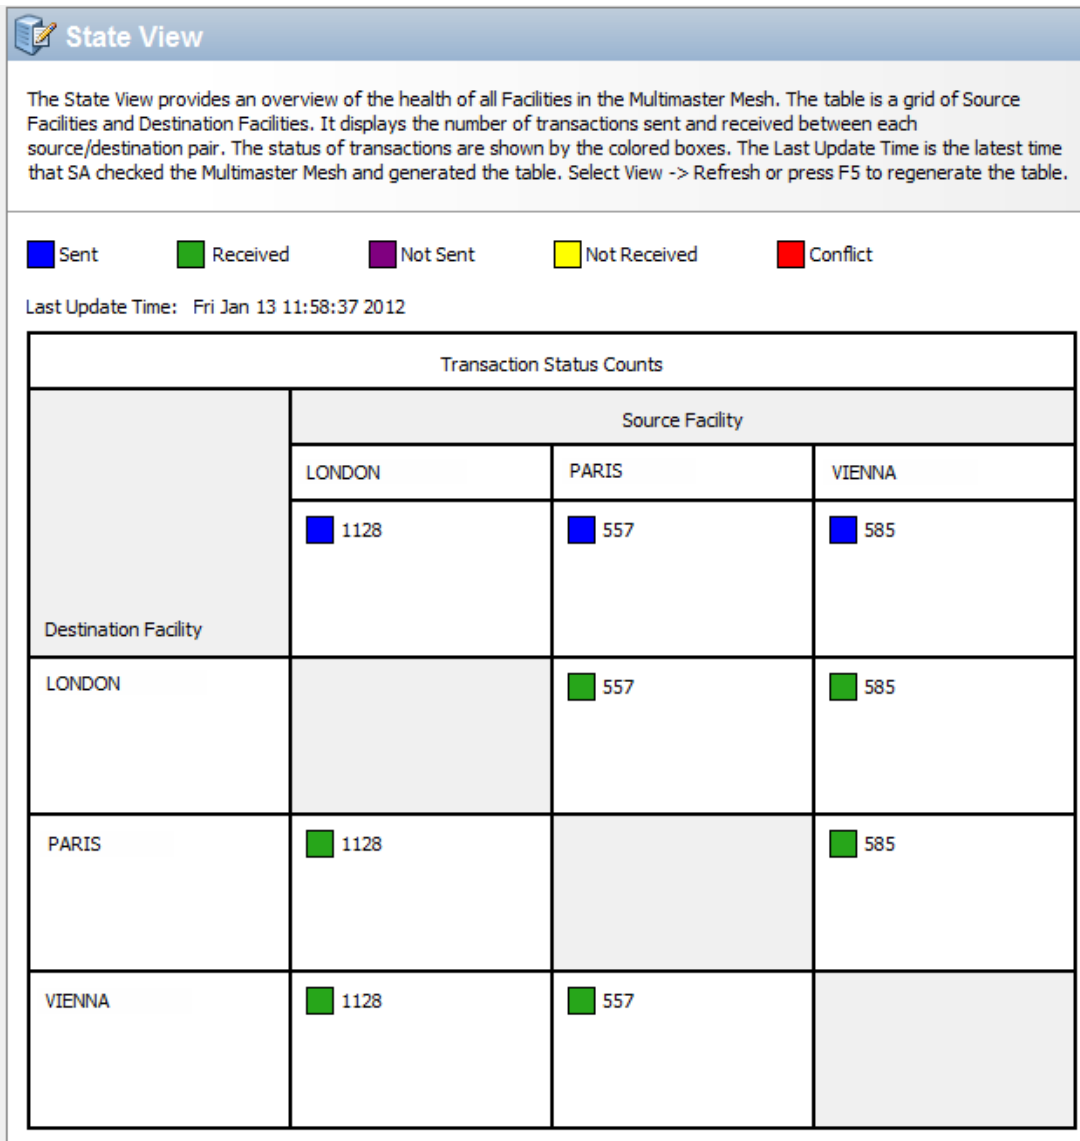 State View
The State View provides an overview of the health of all Facilities in the Multimaster Mesh. The table is a grid of Source
Facilities and Destination Facilities. It displays the number of transactions sent and received between each
source/destination pair. The status of transactions are shown by the colored boxes. The Last Update Time is the latest time
that SA checked the Multimaster Mesh and generated the table. Select View -> Refresh or press F5 to regenerate the table.
Sent Received Not Sent Not Received Conflict
Last Update Time: Fri Jan 13 11:58:37 2012
Transaction Status Counts
Source Facility
LONDON PARIS VIENNA
1128 557 585
Destination Facility
LONDON 557 585
PARIS 1128 585
VIENNA 1128 557